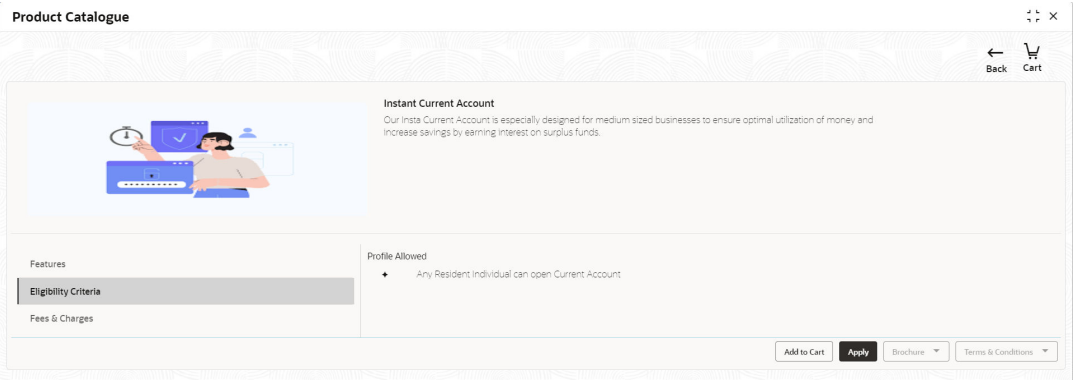 Product Catalogue
Back
Cart
Instant Current Account
Our Insta Current Account is especially designed for medium sized businesses to ensure optimal utilization of money and
increase savings by earning interest on surplus funds.
Features
Eligibility Criteria
Fees & Charges
Profile Allowed
Any Resident Individual can open Current Account
Add to Cart
Apply
Brochure
Terms & Conditions